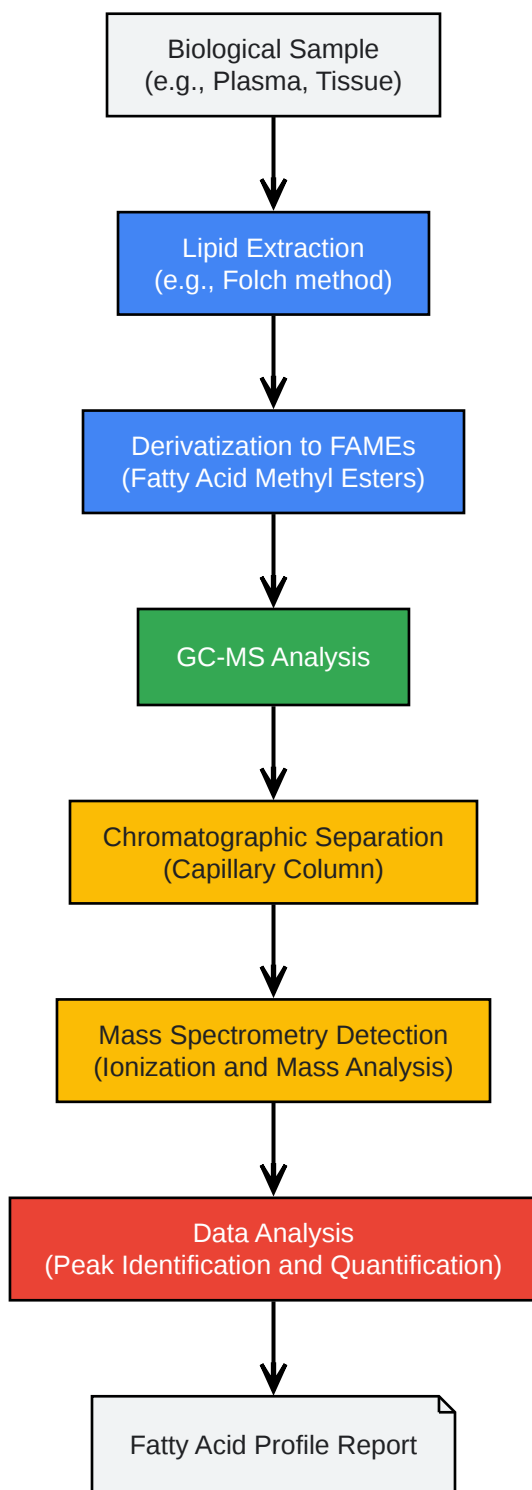 Biological Sample
(e.g., Plasma, Tissue)
Lipid Extraction
(e.g., Folch method)
Derivatization to FAMEs
(Fatty Acid Methyl Esters)
GC-MS Analysis
Chromatographic Separation
(Capillary Column)
Mass Spectrometry Detection
(Ionization and Mass Analysis)
Data Analysis
(Peak Identification and Quantification)
Fatty Acid Profile Report